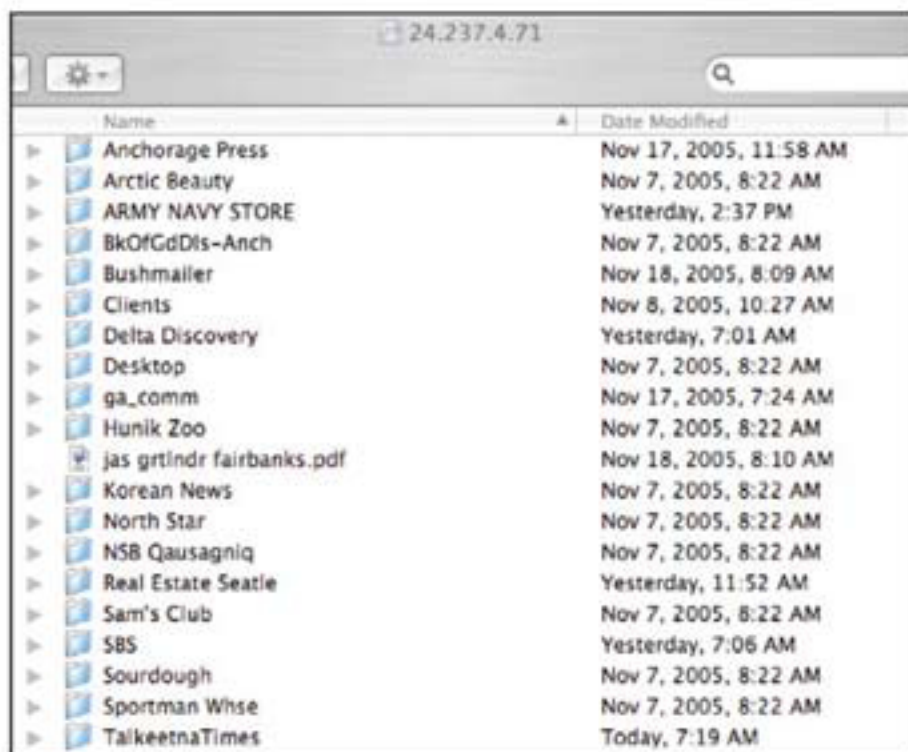 24.237.4.71
Name Date Modified
Anchorage Press Nov 17, 2005, 11:58 AM
Arctic Beauty Nov 7, 2005, 8:22 AM
ARMY NAVY STORE Yesterday, 2:37 PM
BkOfGdDls-Anch Nov 7, 2005, 8:22 AM
Bushmailer Nov 18, 2005, 8:09 AM
Clients Nov 8, 2005, 10:27 AM
Delta Discovery Yesterday, 7:01 AM
Desktop Nov 7, 2005, 8:22 AM
ga_comm Nov 17, 2005, 7:24 AM
Hunik Zoo Nov 7, 2005, 8:22 AM
jas grtlndr fairbanks.pdf Nov 18, 2005, 8:10 AM
Korean News Nov 7, 2005, 8:22 AM
North Star Nov 7, 2005, 8:22 AM
NSB Qausagniq Nov 7, 2005, 8:22 AM
Real Estate Seatle Yesterday, 11:52 AM
Sam's Club Nov 7, 2005, 8:22 AM
SBS Yesterday, 7:06 AM
Sourdough Nov 7, 2005, 8:22 AM
Sportman Whse Nov 7, 2005, 8:22 AM
TalkeetnaTimes Today, 7:19 AM